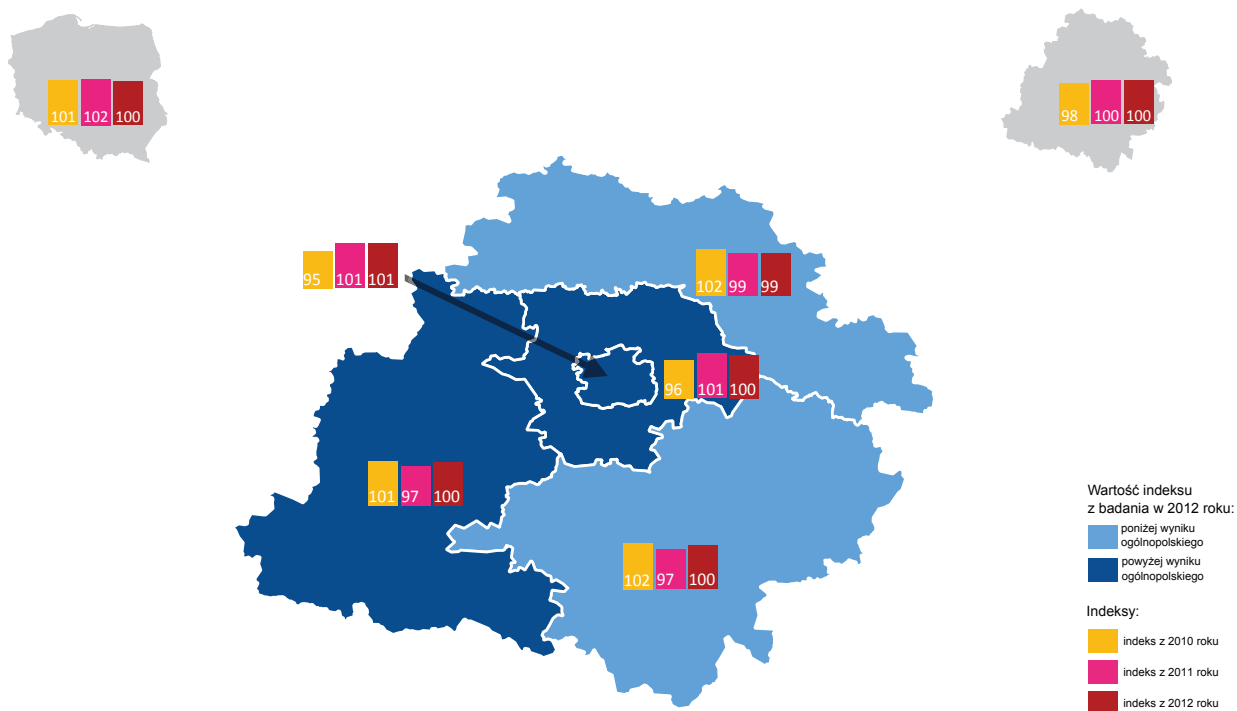 101 102 100
98 100 100
95 101 101
102 99 99
96 101 100
101 97 100
102 97 100
Wartość indeksu
z badania w 2012 roku:
poniżej wyniku
ogólnopolskiego
powyżej wyniku
ogólnopolskiego
Indeksy:
indeks z 2010 roku
indeks z 2011 roku
indeks z 2012 roku